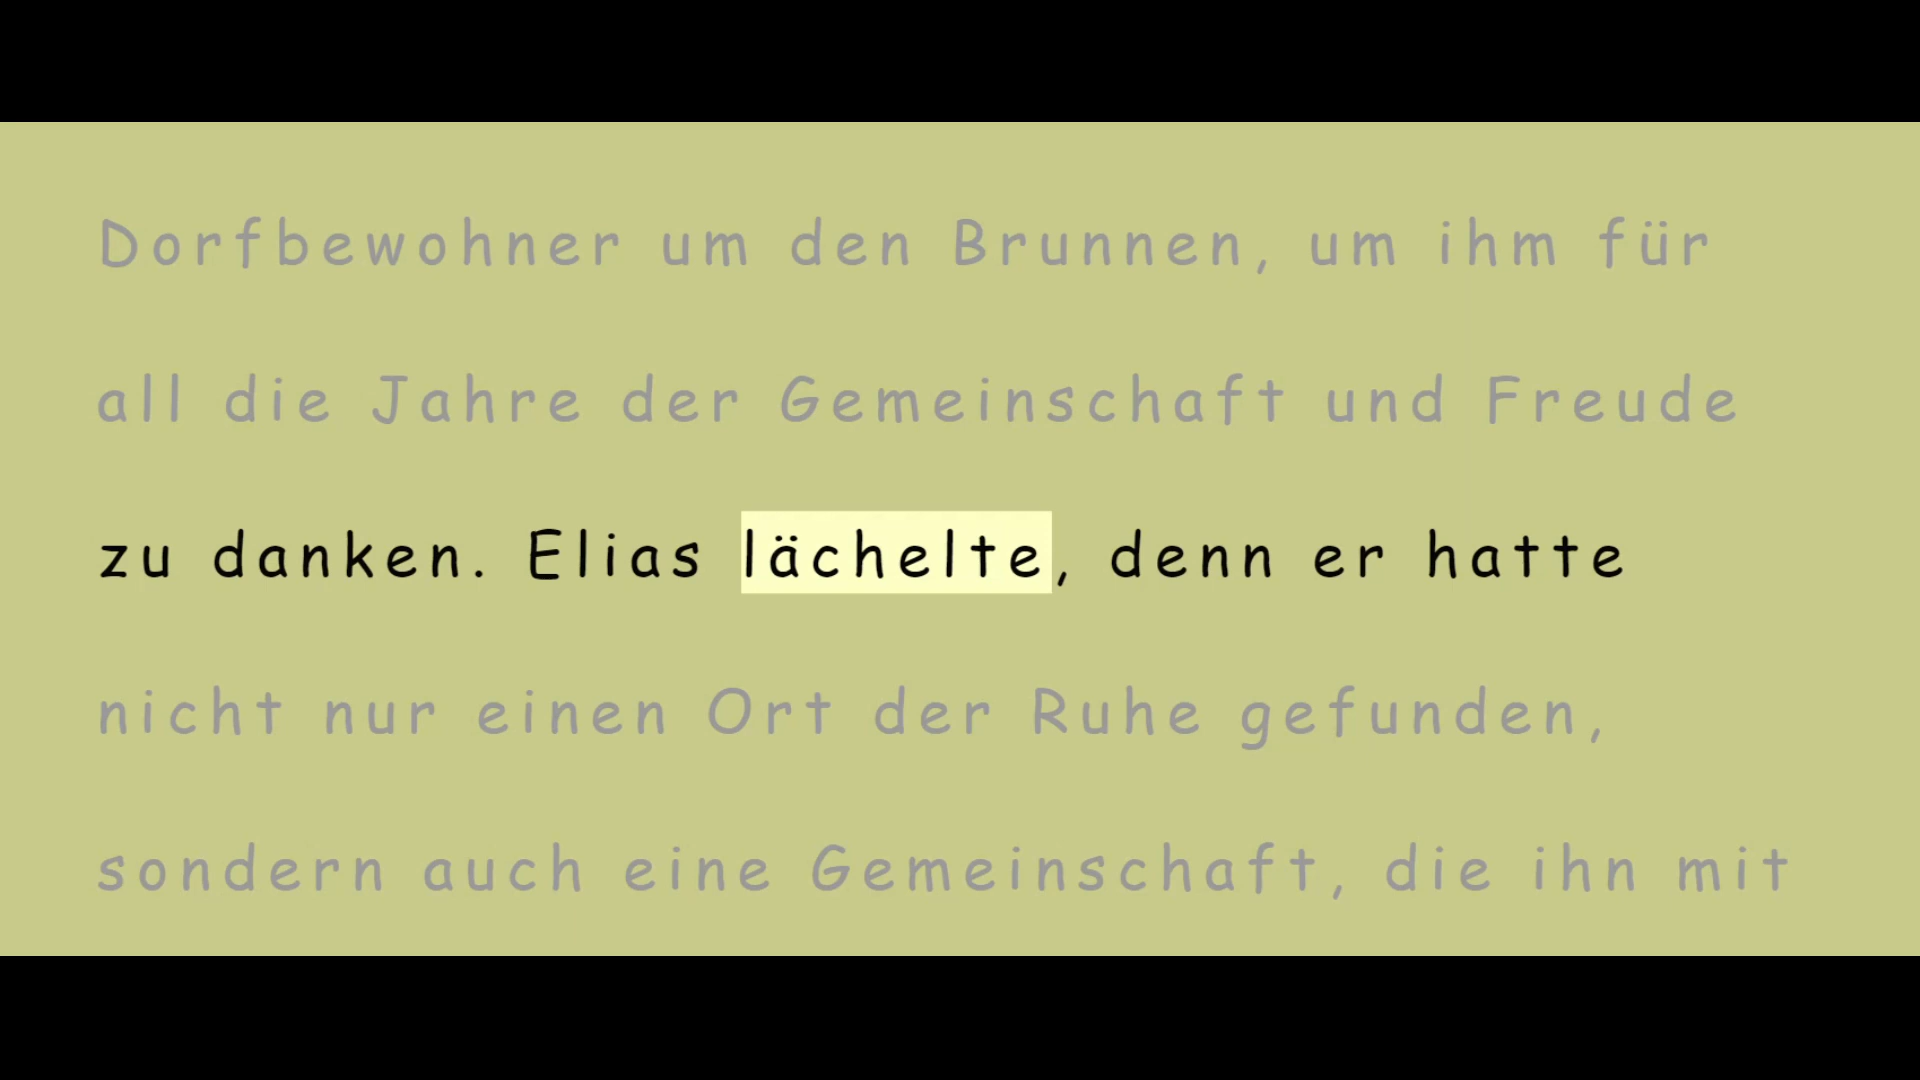 Dorfbewohner um den Brunnen, um ihm für
all die Jahre der Gemeinschaft und Freude
zu danken. Elias lächelte, denn er hatte
nicht nur einen Ort der Ruhe gefunden,
sondern auch eine Gemeinschaft, die ihn mit